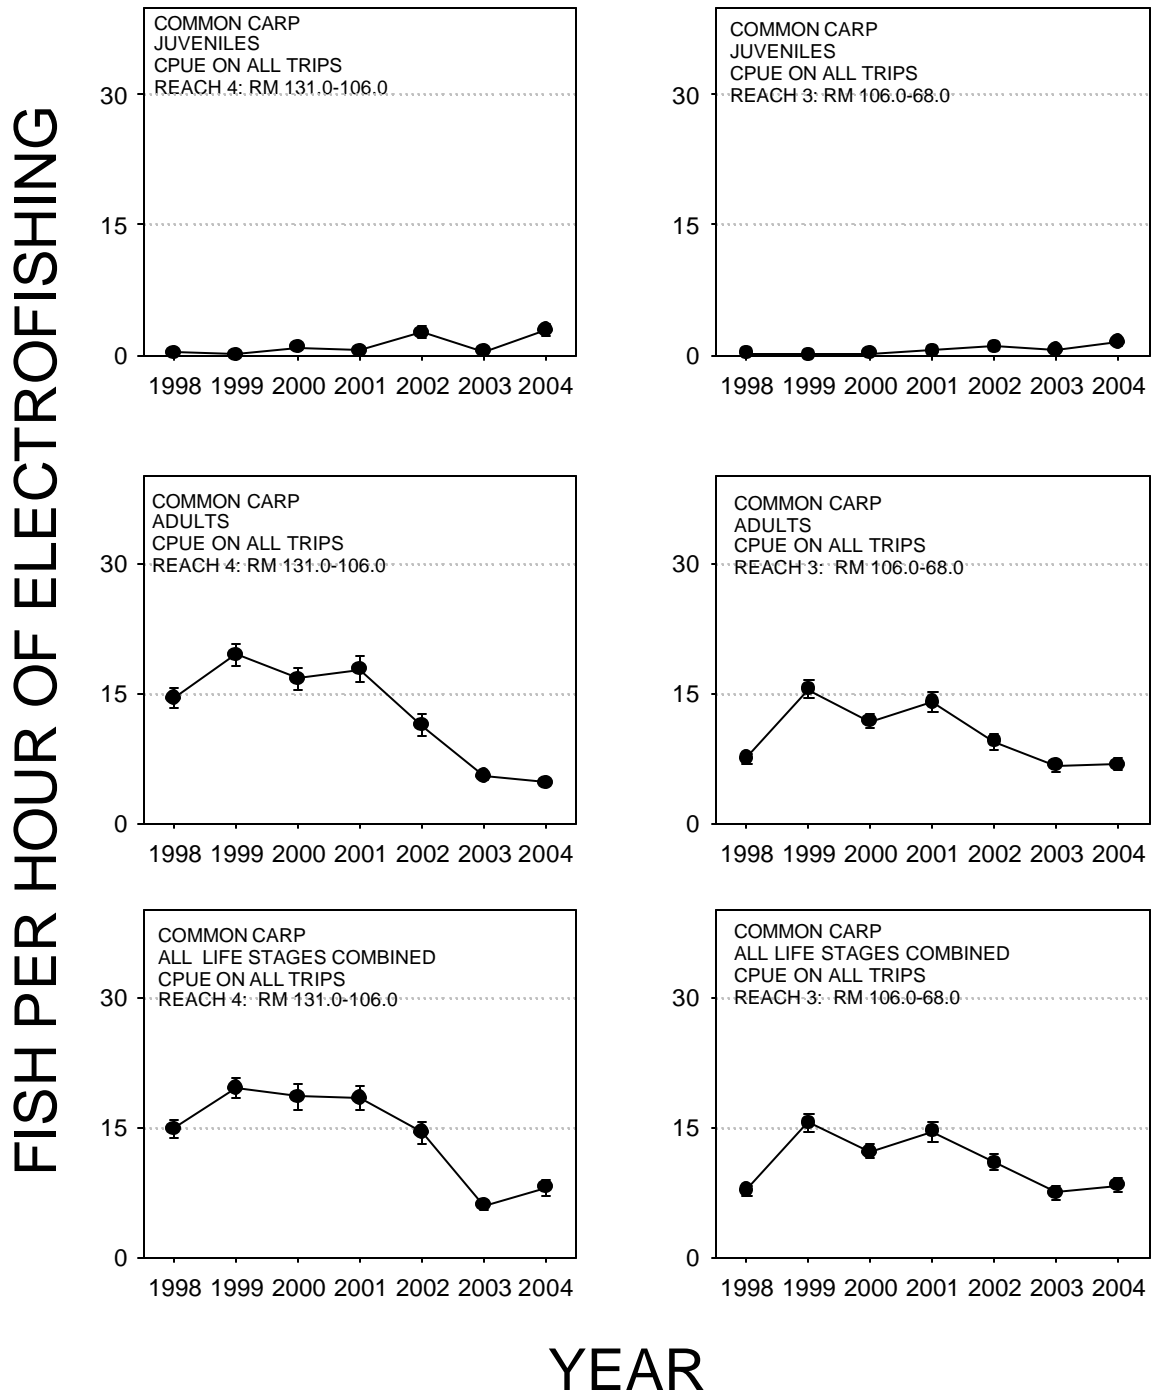 FISH PER HOUR OF ELECTROFISHING
COMMON CARP
JUVENILES
CPUE ON ALL TRIPS
REACH 4: RM 131.0-106.0
30
15
0
1998 1999 2000 2001 2002 2003 2004
COMMON CARP
JUVENILES
CPUE ON ALL TRIPS
REACH 3: RM 106.0-68.0
30
15
0
1998 1999 2000 2001 2002 2003 2004
COMMON CARP
ADULTS
CPUE ON ALL TRIPS
REACH 4: RM 131.0-106.0
30
15
0
1998 1999 2000 2001 2002 2003 2004
COMMON CARP
ADULTS
CPUE ON ALL TRIPS
REACH 3: RM 106.0-68.0
30
15
0
1998 1999 2000 2001 2002 2003 2004
COMMON CARP
ALL LIFE STAGES COMBINED
CPUE ON ALL TRIPS
REACH 4: RM 131.0-106.0
30
15
0
1998 1999 2000 2001 2002 2003 2004
COMMON CARP
ALL LIFE STAGES COMBINED
CPUE ON ALL TRIPS
REACH 3: RM 106.0-68.0
30
15
0
1998 1999 2000 2001 2002 2003 2004
YEAR